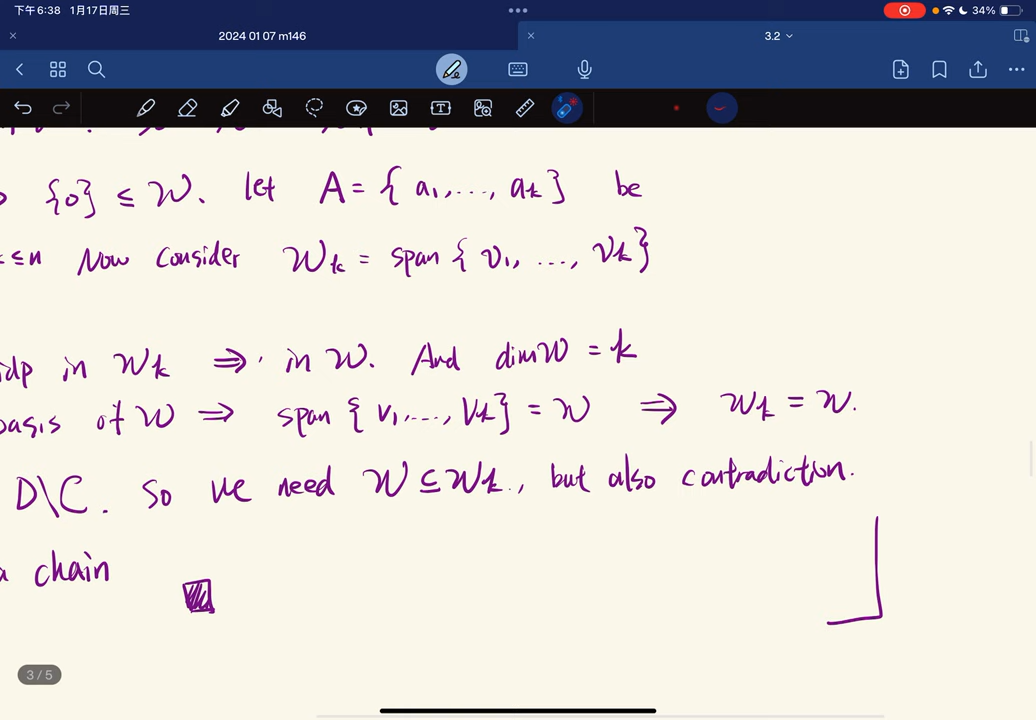 下午6:38 1月17日周三
34%
2024 01 07 m146
3.2
{0} ≤ W. let A = { a1,..., ak } be
≤ n Now consider Wk = span { v1, ..., vk }
idp in Wk ⇒ in W. And dim W = k
basis of W ⇒ span { v1,..., vk } = W ⇒ Wk = W.
D\C. So we need W ⊆ Wk., but also contradiction.
a chain
3 / 5